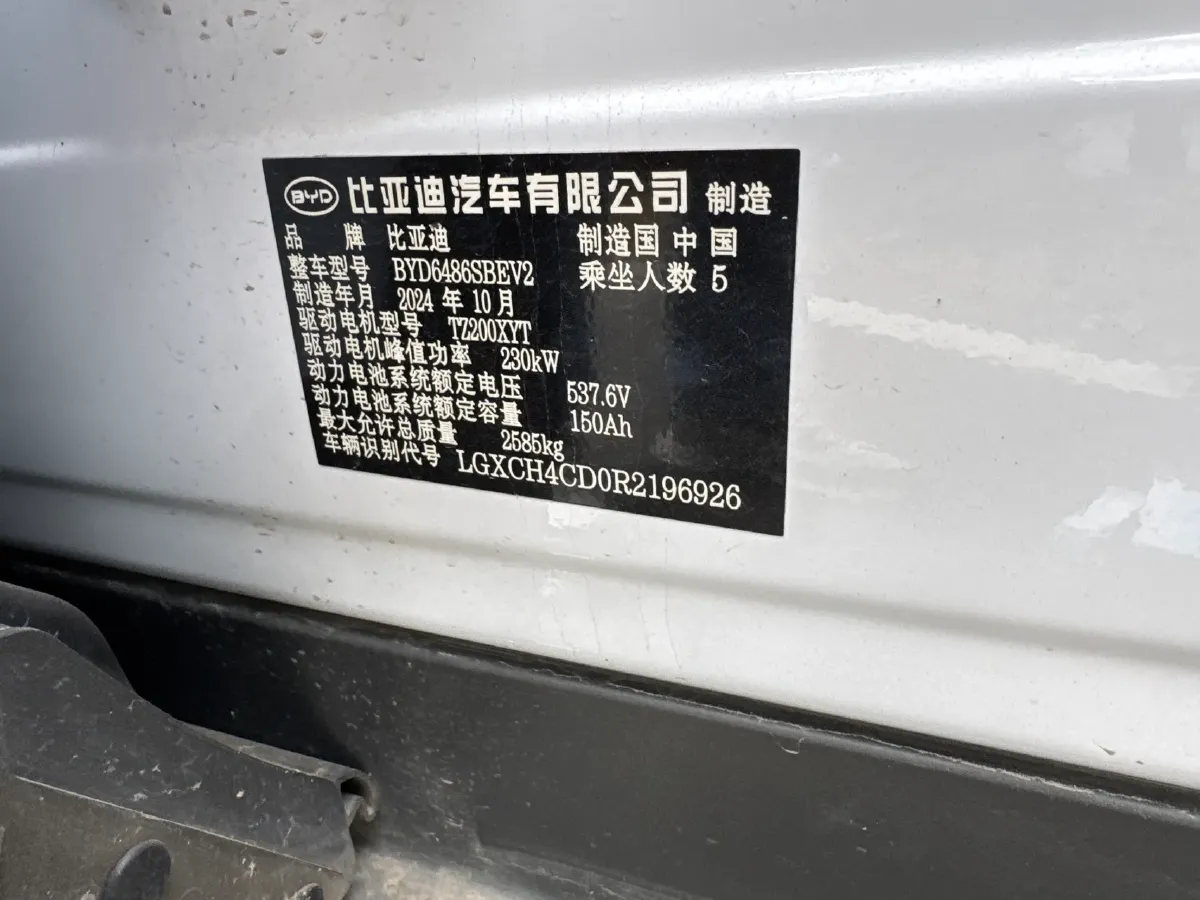 BYD 比亚迪汽车有限公司 制造
品 牌 比亚迪 制造国 中国
整车型号 BYD6486SBEV2 乘坐人数 5
制造年月 2024 年 10 月
驱动电机型号 TZ200XYT
驱动电机峰值功率 230kW
动力电池系统额定电压 537.6V
动力电池系统额定容量 150Ah
最大允许总质量 2585kg
车辆识别代号 LGXCH4CD0R2196926